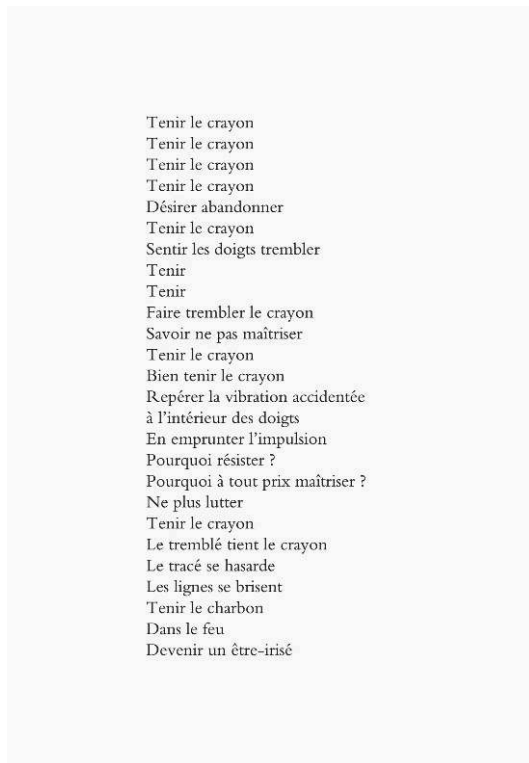 Tenir le crayon
Tenir le crayon
Tenir le crayon
Tenir le crayon
Désirer abandonner
Tenir le crayon
Sentir les doigts trembler
Tenir
Tenir
Faire trembler le crayon
Savoir ne pas maîtriser
Tenir le crayon
Bien tenir le crayon
Repérer la vibration accidentée
à l’intérieur des doigts
En emprunter l’impulsion
Pourquoi résister ?
Pourquoi à tout prix maîtriser ?
Ne plus lutter
Tenir le crayon
Le tremblé tient le crayon
Le tracé se hasarde
Les lignes se brisent
Tenir le charbon
Dans le feu
Devenir un être-irisé